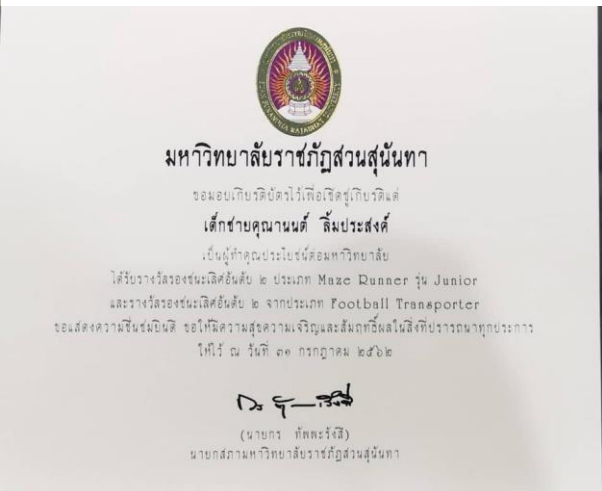 มหาวิทยาลัยราชภัฏสวนสุนันทา
ขอมอบเกียรติบัตรไว้เพื่อเชิดชูเกียรติแด่
เด็กชายคุณานนต์ ลิ้มประสงค์
เป็นผู้ทำคุณประโยชน์ต่อมหาวิทยาลัย
ได้รับรางวัลรองชนะเลิศอันดับ ๒ ประเภท Maze Runner รุ่น Junior
และรางวัลรองชนะเลิศอันดับ ๒ จากประเภท Football Transporter
ขอแสดงความชื่นชมยินดี ขอให้มีความสุขความเจริญและสัมฤทธิ์ผลในสิ่งที่ปรารถนาทุกประการ
ให้ไว้ ณ วันที่ ๓๑ กรกฎาคม ๒๕๖๒
(นายกร ทัพพะรังสี)
นายกสภามหาวิทยาลัยราชภัฏสวนสุนันทา